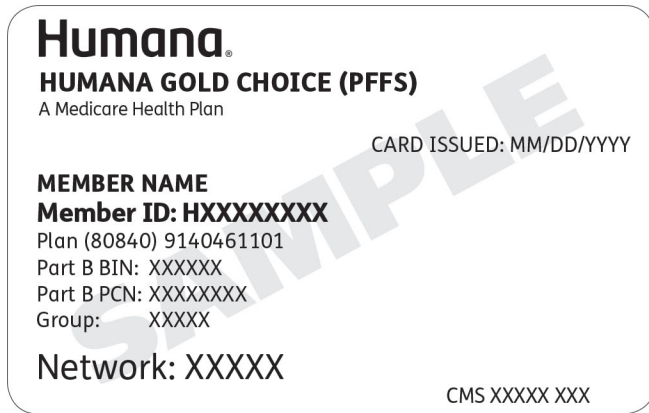 Humana®
HUMANA GOLD CHOICE (PFFS)
A Medicare Health Plan
CARD ISSUED: MM/DD/YYYY
MEMBER NAME
Member ID: HXXXXXXXX
Plan (80840) 9140461101
Part B BIN: XXXXXX
Part B PCN: XXXXXXXX
Group: XXXXX
Network: XXXXX
CMS XXXXX XXX
SAMPLE